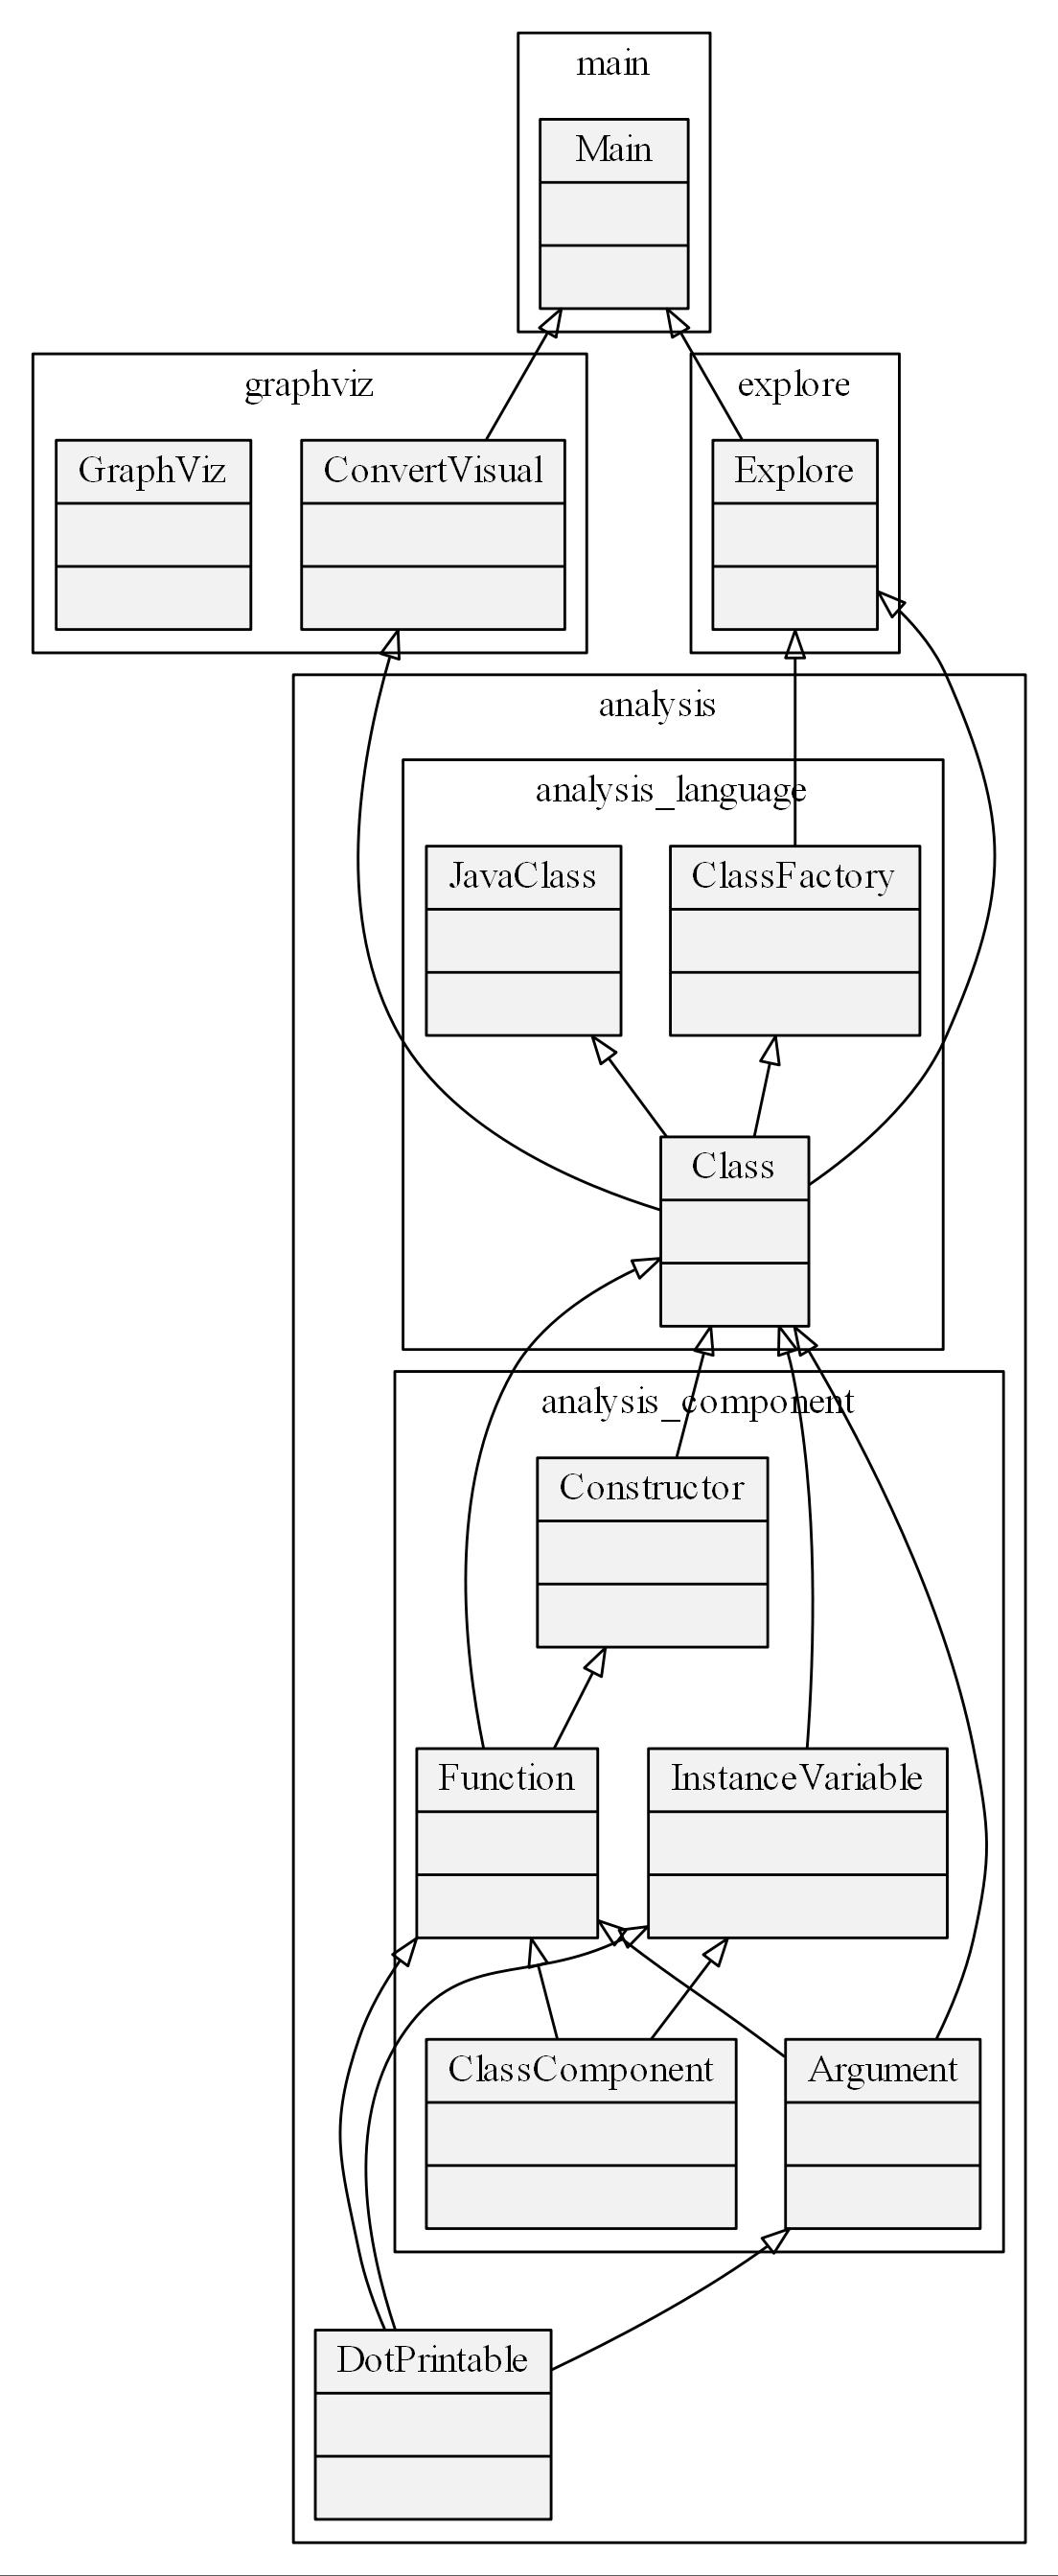 main
Main
graphviz
explore
GraphViz
ConvertVisual
Explore
analysis
analysis_language
JavaClass
ClassFactory
Class
analysis_component
Constructor
Function
InstanceVariable
ClassComponent
Argument
DotPrintable